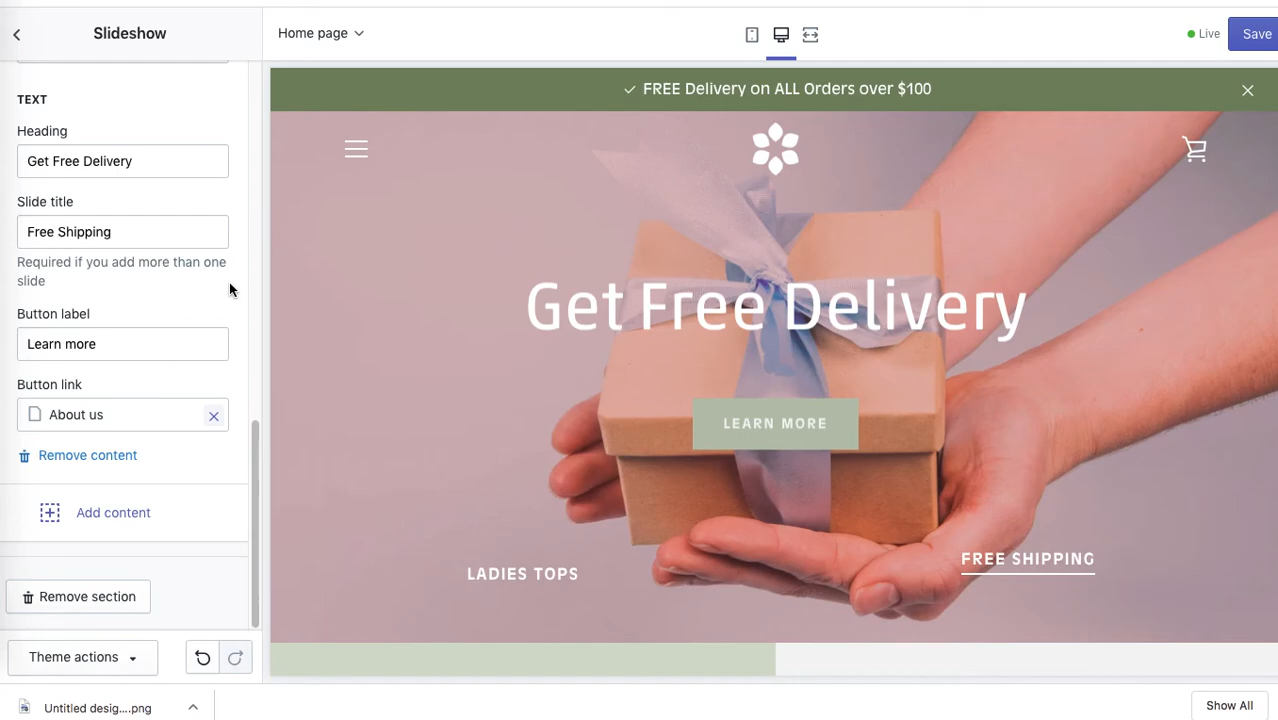 Slideshow
Home page
Live
Save
TEXT
Heading
Get Free Delivery
Slide title
Free Shipping
Required if you add more than one
slide
Button label
Learn more
Button link
About us
Remove content
Add content
Remove section
Theme actions
FREE Delivery on ALL Orders over $100
Get Free Delivery
LEARN MORE
LADIES TOPS
FREE SHIPPING
Untitled desig....png
Show All